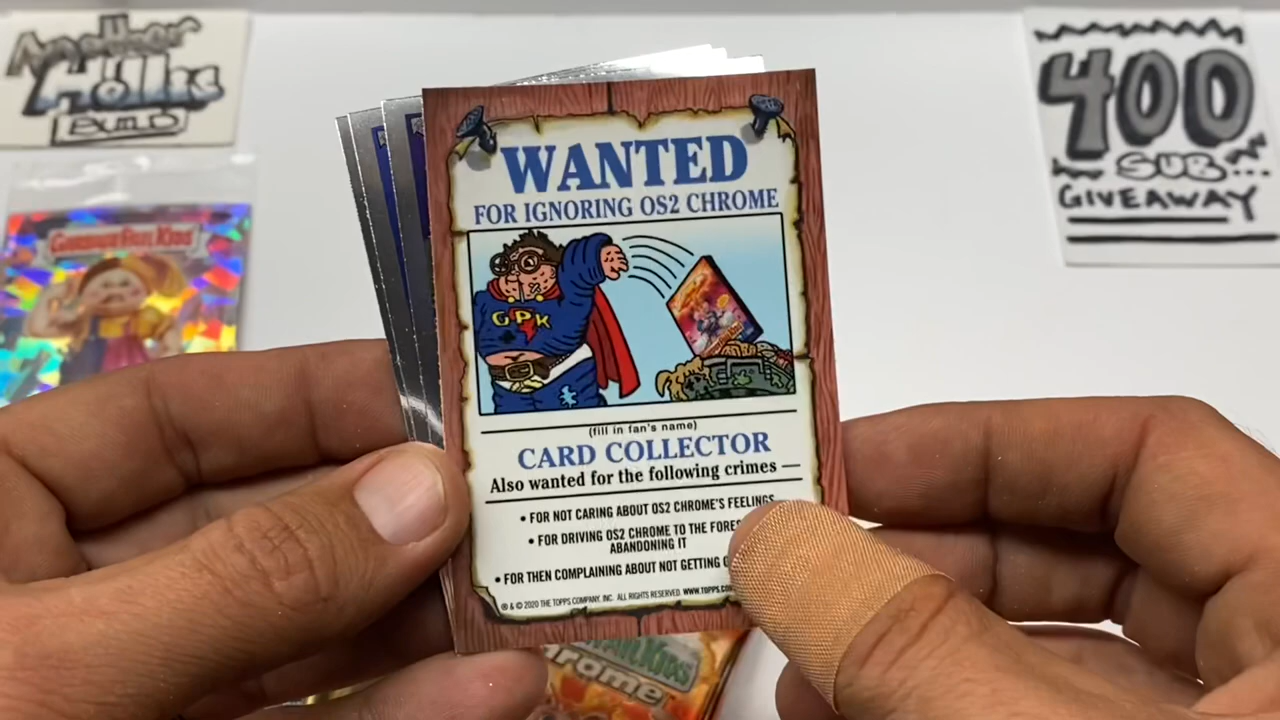 Another
Hollis
BUILD
400
SUB...
GIVEAWAY
GARBAGE PAIL KIDS
WANTED
FOR IGNORING OS2 CHROME
GPK
(fill in fan's name)
CARD COLLECTOR
Also wanted for the following crimes —
• FOR NOT CARING ABOUT OS2 CHROME'S FEELINGS
• FOR DRIVING OS2 CHROME TO THE
ABANDONING IT
• FOR THEN COMPLAINING ABOUT NOT GETTING
® & © 2020 THE TOPPS COMPANY, INC. ALL RIGHTS RESERVED. WWW.TOPPS.
KIDS
Chrome